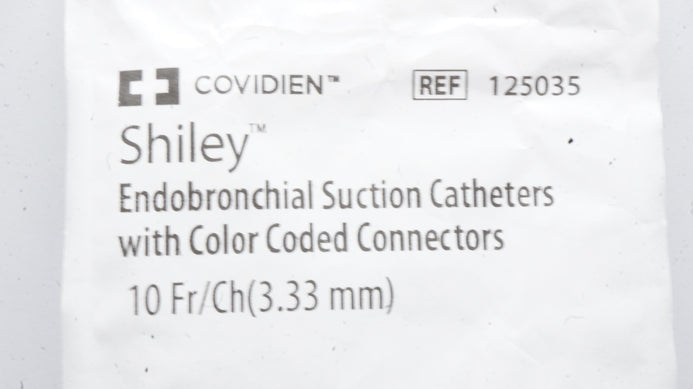 COVIDIEN™ REF 125035
Shiley™
Endobronchial Suction Catheters
with Color Coded Connectors
10 Fr/Ch(3.33 mm)